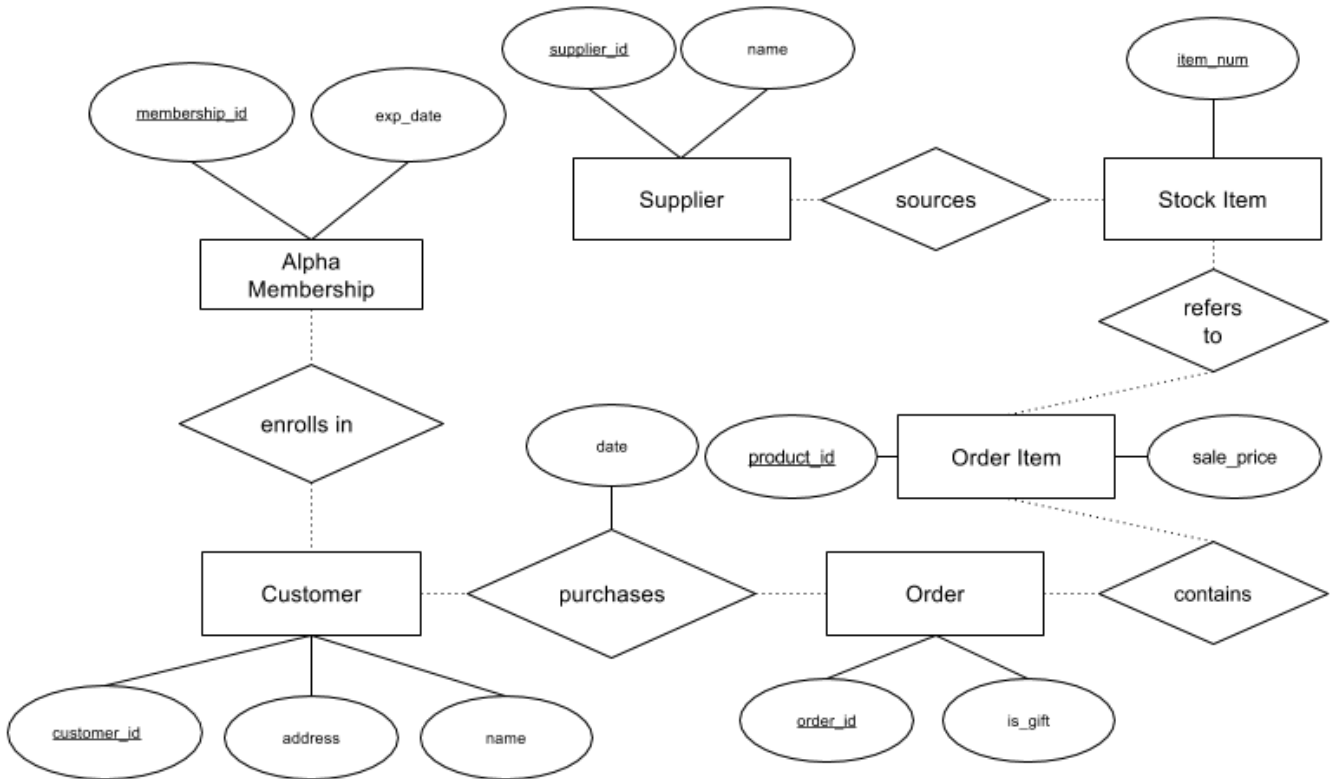 supplier_id
name
item_num
membership_id
exp_date
Supplier
sources
Stock Item
Alpha
Membership
refers
to
enrolls in
date
product_id
Order Item
sale_price
Customer
purchases
Order
contains
customer_id
address
name
order_id
is_gift